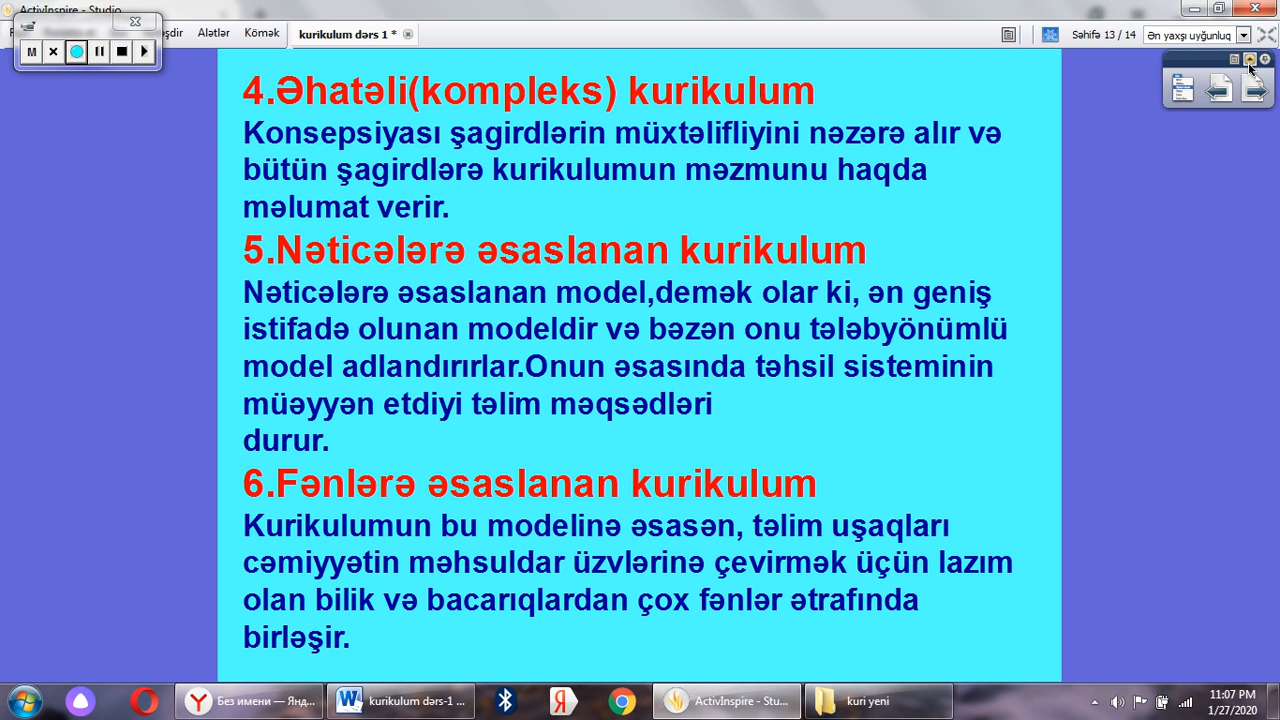 ActivInspire - Studio
şdir Alətlər Kömək
kurikulum dərs 1 *
Səhifə 13 / 14
Ən yaxşı uyğunluq
M
4.Əhatəli(kompleks) kurikulum
Konsepsiyası şagirdlərin müxtəlifliyini nəzərə alır və
bütün şagirdlərə kurikulumun məzmunu haqda
məlumat verir.
5.Nəticələrə əsaslanan kurikulum
Nəticələrə əsaslanan model,demək olar ki, ən geniş
istifadə olunan modeldir və bəzən onu tələbyönümlü
model adlandırırlar.Onun əsasında təhsil sisteminin
müəyyən etdiyi təlim məqsədləri
durur.
6.Fənlərə əsaslanan kurikulum
Kurikulumun bu modelinə əsasən, təlim uşaqları
cəmiyyətin məhsuldar üzvlərinə çevirmək üçün lazım
olan bilik və bacarıqlardan çox fənlər ətrafında
birləşir.
Без имени — Янд...
kurikulum dərs-1 ...
ActivInspire - Stu...
kuri yeni
11:07 PM
1/27/2020